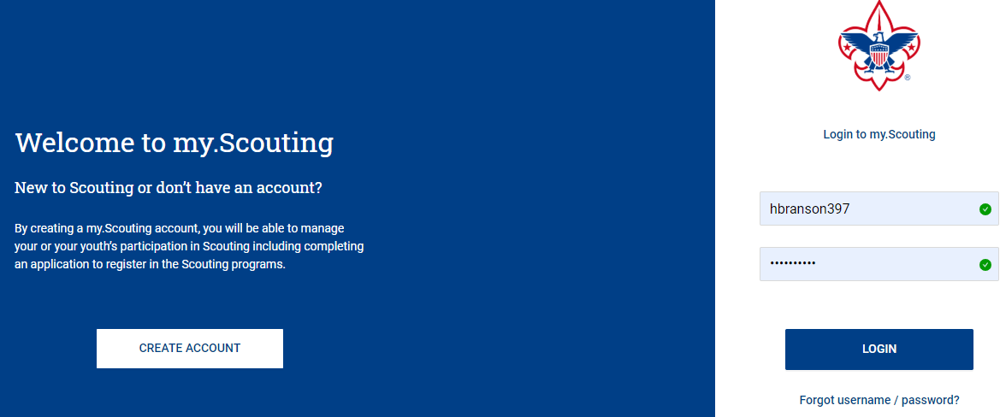 Welcome to my.Scouting
New to Scouting or don't have an account?
By creating a my.Scouting account, you will be able to manage
your or your youth's participation in Scouting including completing
an application to register in the Scouting programs.
CREATE ACCOUNT
®
Login to my.Scouting
hbranson397
••••••••••
LOGIN
Forgot username / password?